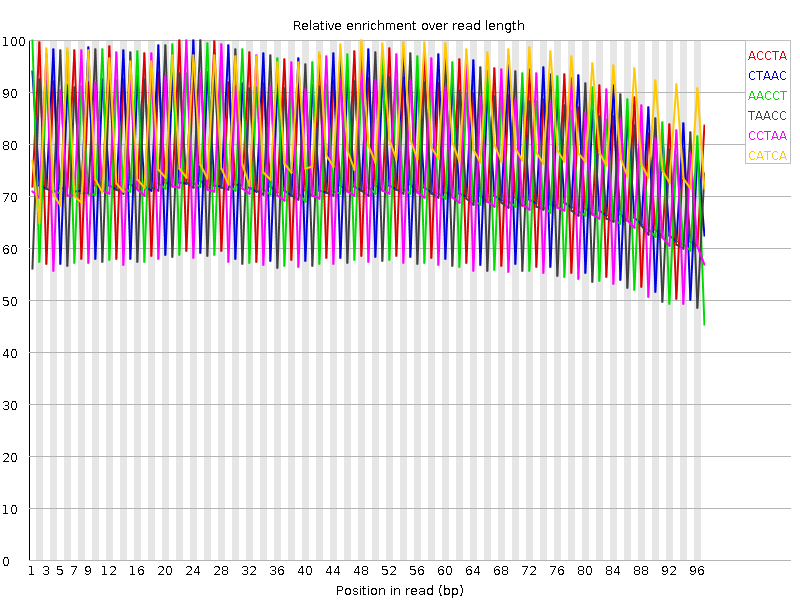 Relative enrichment over read length
100
90
80
70
60
50
40
30
20
10
0
ACCTA
CTAAC
AACCT
TAACC
CCTAA
CATCA
1 3 5 7 9 12 16 20 24 28 32 36 40 44 48 52 56 60 64 68 72 76 80 84 88 92 96
Position in read (bp)